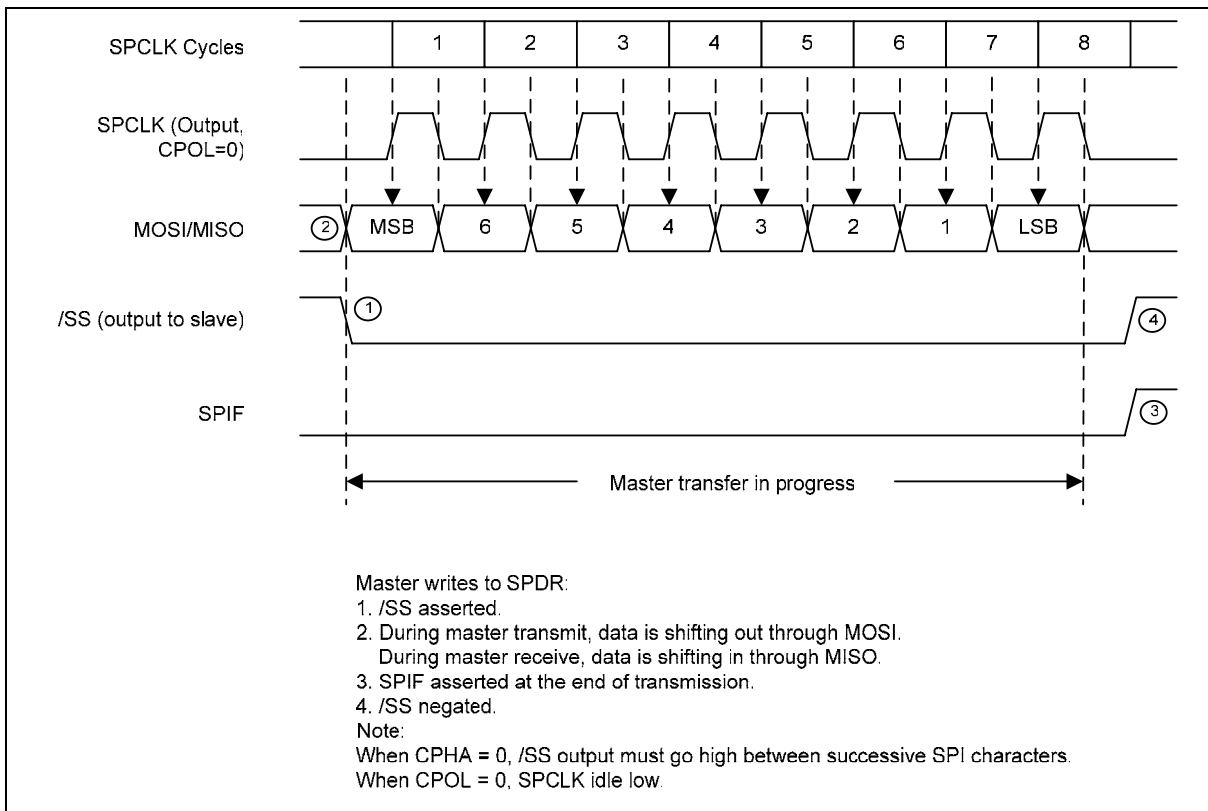 SPCLK Cycles
1 2 3 4 5 6 7 8
SPCLK (Output,
CPOL=0)
MOSI/MISO
2 MSB 6 5 4 3 2 1 LSB
/SS (output to slave)
1
4
SPIF
3
Master transfer in progress
Master writes to SPDR:
1. /SS asserted.
2. During master transmit, data is shifting out through MOSI.
During master receive, data is shifting in through MISO.
3. SPIF asserted at the end of transmission.
4. /SS negated.
Note:
When CPHA = 0, /SS output must go high between successive SPI characters.
When CPOL = 0, SPCLK idle low.